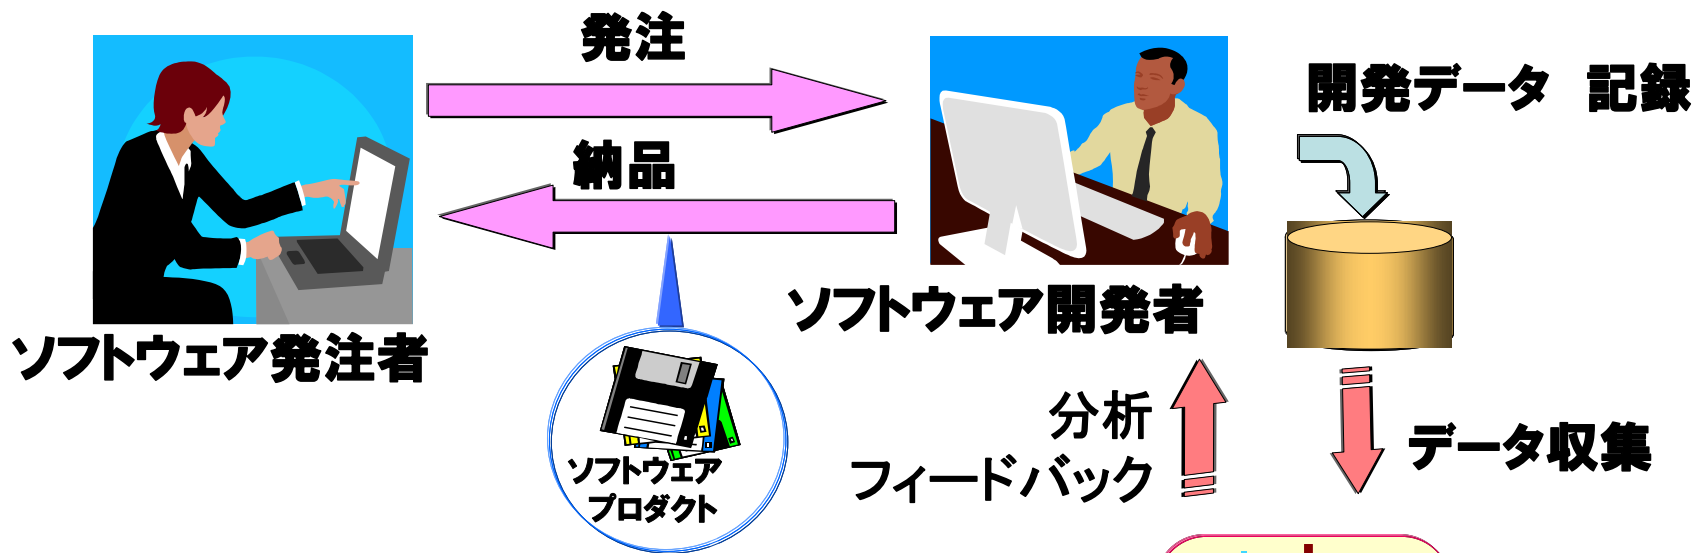 発注
開発データ　記録
納品
ソフトウェア開発者
ソフトウェア発注者
分析
フィードバック
データ収集
ソフトウェア
プロダクト